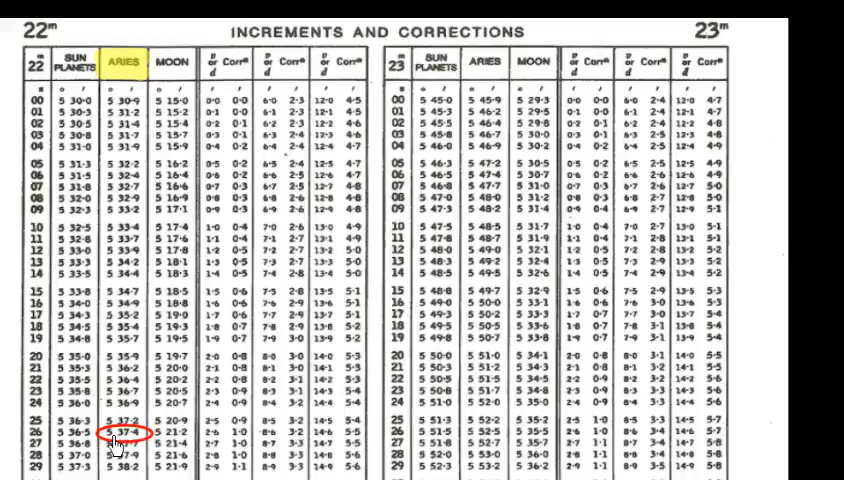 22ᵐ INCREMENTS AND CORRECTIONS 23ᵐ
m 22 SUN PLANETS ARIES MOON v or d Corrⁿ v or d Corrⁿ v or d Corrⁿ m 23 SUN PLANETS ARIES MOON v or d Corrⁿ v or d Corrⁿ v or d Corrⁿ
s ° ′ ° ′ ° ′ ′ ′ ′ ′ ′ ′ s ° ′ ° ′ ° ′ ′ ′ ′ ′ ′ ′
00 5 30·0 5 30·9 5 15·0 0·0 0·0 6·0 2·3 12·0 4·5 00 5 45·0 5 45·9 5 29·3 0·0 0·0 6·0 2·4 12·0 4·7
01 5 30·3 5 31·2 5 15·2 0·1 0·0 6·1 2·3 12·1 4·5 01 5 45·3 5 46·2 5 29·5 0·1 0·0 6·1 2·4 12·1 4·7
02 5 30·5 5 31·4 5 15·4 0·2 0·1 6·2 2·3 12·2 4·6 02 5 45·5 5 46·4 5 29·8 0·2 0·1 6·2 2·4 12·2 4·8
03 5 30·8 5 31·7 5 15·7 0·3 0·1 6·3 2·4 12·3 4·6 03 5 45·8 5 46·7 5 30·0 0·3 0·1 6·3 2·5 12·3 4·8
04 5 31·0 5 31·9 5 15·9 0·4 0·2 6·4 2·4 12·4 4·7 04 5 46·0 5 46·9 5 30·2 0·4 0·2 6·4 2·5 12·4 4·9
05 5 31·3 5 32·2 5 16·2 0·5 0·2 6·5 2·4 12·5 4·7 05 5 46·3 5 47·2 5 30·5 0·5 0·2 6·5 2·5 12·5 4·9
06 5 31·5 5 32·4 5 16·4 0·6 0·2 6·6 2·5 12·6 4·7 06 5 46·5 5 47·4 5 30·7 0·6 0·2 6·6 2·6 12·6 4·9
07 5 31·8 5 32·7 5 16·6 0·7 0·3 6·7 2·5 12·7 4·8 07 5 46·8 5 47·7 5 31·0 0·7 0·3 6·7 2·6 12·7 5·0
08 5 32·0 5 32·9 5 16·9 0·8 0·3 6·8 2·6 12·8 4·8 08 5 47·0 5 48·0 5 31·2 0·8 0·3 6·8 2·7 12·8 5·0
09 5 32·3 5 33·2 5 17·1 0·9 0·3 6·9 2·6 12·9 4·8 09 5 47·3 5 48·2 5 31·4 0·9 0·4 6·9 2·7 12·9 5·1
10 5 32·5 5 33·4 5 17·4 1·0 0·4 7·0 2·6 13·0 4·9 10 5 47·5 5 48·5 5 31·7 1·0 0·4 7·0 2·7 13·0 5·1
11 5 32·8 5 33·7 5 17·6 1·1 0·4 7·1 2·7 13·1 4·9 11 5 47·8 5 48·7 5 31·9 1·1 0·4 7·1 2·8 13·1 5·1
12 5 33·0 5 33·9 5 17·8 1·2 0·5 7·2 2·7 13·2 5·0 12 5 48·0 5 49·0 5 32·1 1·2 0·5 7·2 2·8 13·2 5·2
13 5 33·3 5 34·2 5 18·1 1·3 0·5 7·3 2·7 13·3 5·0 13 5 48·3 5 49·2 5 32·4 1·3 0·5 7·3 2·9 13·3 5·2
14 5 33·5 5 34·4 5 18·3 1·4 0·5 7·4 2·8 13·4 5·0 14 5 48·5 5 49·5 5 32·6 1·4 0·5 7·4 2·9 13·4 5·2
15 5 33·8 5 34·7 5 18·5 1·5 0·6 7·5 2·8 13·5 5·1 15 5 48·8 5 49·7 5 32·9 1·5 0·6 7·5 2·9 13·5 5·3
16 5 34·0 5 34·9 5 18·8 1·6 0·6 7·6 2·9 13·6 5·1 16 5 49·0 5 50·0 5 33·1 1·6 0·6 7·6 3·0 13·6 5·3
17 5 34·3 5 35·2 5 19·0 1·7 0·6 7·7 2·9 13·7 5·1 17 5 49·3 5 50·2 5 33·3 1·7 0·7 7·7 3·0 13·7 5·4
18 5 34·5 5 35·4 5 19·3 1·8 0·7 7·8 2·9 13·8 5·2 18 5 49·5 5 50·5 5 33·6 1·8 0·7 7·8 3·1 13·8 5·4
19 5 34·8 5 35·7 5 19·5 1·9 0·7 7·9 3·0 13·9 5·2 19 5 49·8 5 50·7 5 33·8 1·9 0·7 7·9 3·1 13·9 5·4
20 5 35·0 5 35·9 5 19·7 2·0 0·8 8·0 3·0 14·0 5·3 20 5 50·0 5 51·0 5 34·1 2·0 0·8 8·0 3·1 14·0 5·5
21 5 35·3 5 36·2 5 20·0 2·1 0·8 8·1 3·0 14·1 5·3 21 5 50·3 5 51·2 5 34·3 2·1 0·8 8·1 3·2 14·1 5·5
22 5 35·5 5 36·4 5 20·2 2·2 0·8 8·2 3·1 14·2 5·3 22 5 50·5 5 51·5 5 34·5 2·2 0·9 8·2 3·2 14·2 5·6
23 5 35·8 5 36·7 5 20·5 2·3 0·9 8·3 3·1 14·3 5·4 23 5 50·8 5 51·7 5 34·8 2·3 0·9 8·3 3·3 14·3 5·6
24 5 36·0 5 36·9 5 20·7 2·4 0·9 8·4 3·2 14·4 5·4 24 5 51·0 5 52·0 5 35·0 2·4 0·9 8·4 3·3 14·4 5·6
25 5 36·3 5 37·2 5 20·9 2·5 0·9 8·5 3·2 14·5 5·4 25 5 51·3 5 52·2 5 35·2 2·5 1·0 8·5 3·3 14·5 5·7
26 5 36·5 5 37·4 5 21·2 2·6 1·0 8·6 3·2 14·6 5·5 26 5 51·5 5 52·5 5 35·5 2·6 1·0 8·6 3·4 14·6 5·7
27 5 36·8 5 21·4 2·7 1·0 8·7 3·3 14·7 5·5 27 5 51·8 5 52·7 5 35·7 2·7 1·1 8·7 3·4 14·7 5·8
28 5 37·0 5 21·6 2·8 1·0 8·8 3·3 14·8 5·6 28 5 52·0 5 53·0 5 36·0 2·8 1·1 8·8 3·4 14·8 5·8
29 5 37·3 5 38·2 5 21·9 2·9 1·1 8·9 3·3 14·9 5·6 29 5 52·3 5 53·2 5 36·2 2·9 1·1 8·9 3·5 14·9 5·8